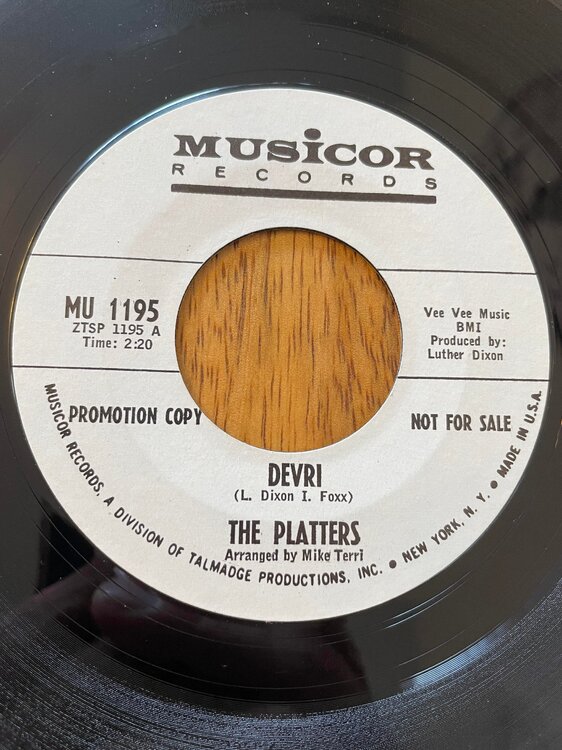 MUSICOR
RECORDS
MU 1195
ZTSP 1195 A
Time: 2:20
Vee Vee Music
BMI
Produced by:
Luther Dixon
PROMOTION COPY
NOT FOR SALE
DEVRI
(L. Dixon I. Foxx)
THE PLATTERS
Arranged by Mike Terri
MUSICOR RECORDS, A DIVISION OF TALMADGE PRODUCTIONS, INC. • NEW YORK, N. Y. • MADE IN U.S.A.